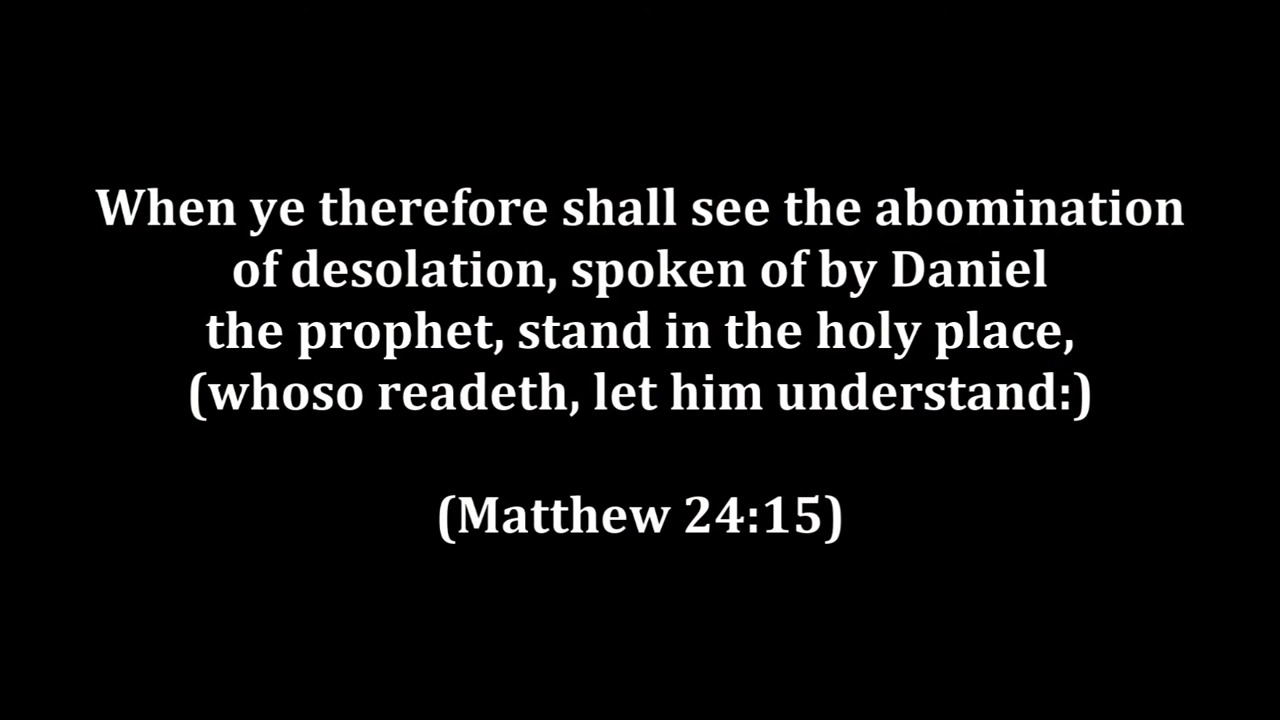 When ye therefore shall see the abomination
of desolation, spoken of by Daniel
the prophet, stand in the holy place,
(whoso readeth, let him understand:)
(Matthew 24:15)